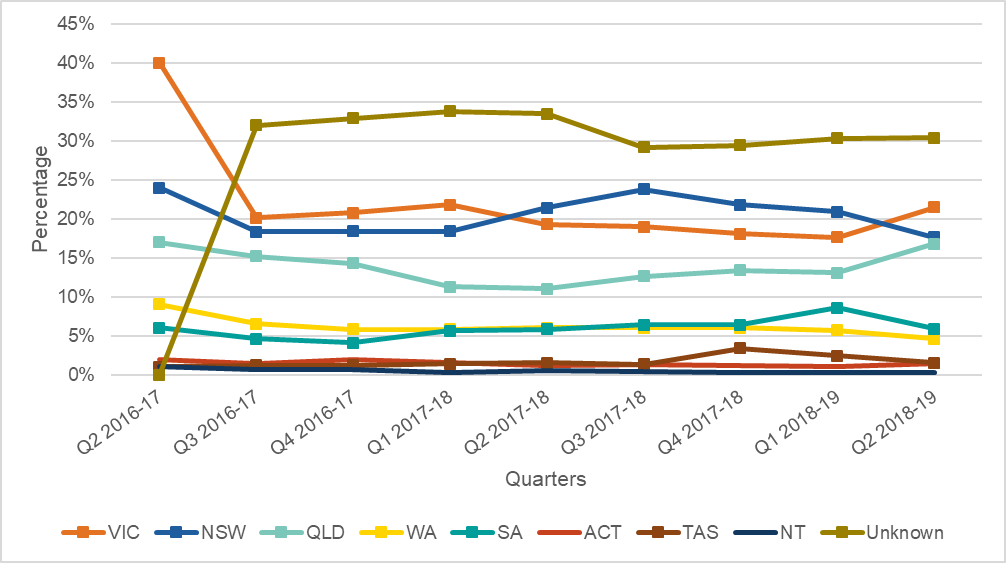 45%
40%
35%
30%
25%
20%
15%
10%
5%
0%
Percentage
Q2 2016-17
Q3 2016-17
Q4 2016-17
Q1 2017-18
Q2 2017-18
Q3 2017-18
Q4 2017-18
Q1 2018-19
Q2 2018-19
Quarters
VIC NSW QLD WA SA ACT TAS NT Unknown